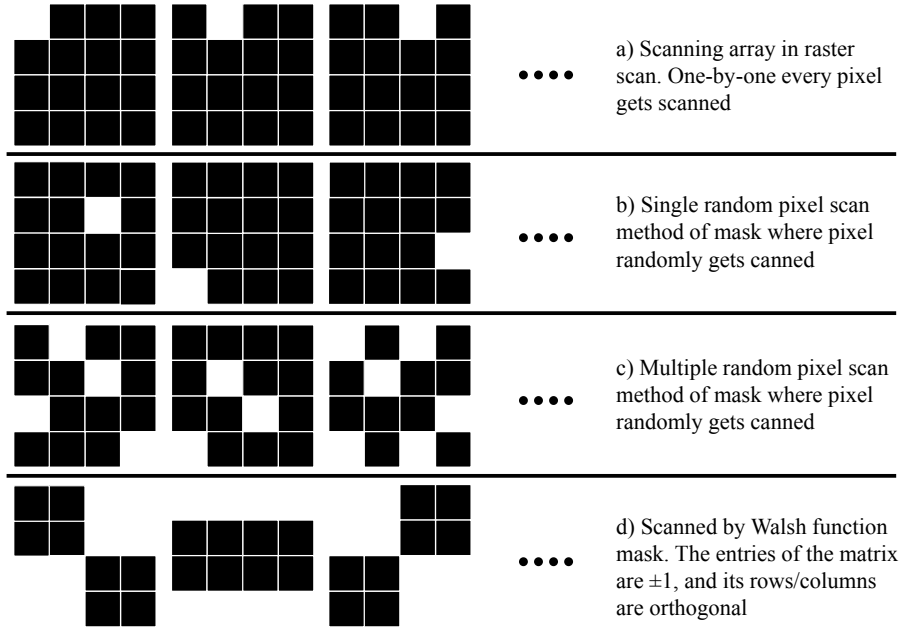 a) Scanning array in raster
scan. One-by-one every pixel
gets scanned
b) Single random pixel scan
method of mask where pixel
randomly gets canned
c) Multiple random pixel scan
method of mask where pixel
randomly gets canned
d) Scanned by Walsh function
mask. The entries of the matrix
are ±1, and its rows/columns
are orthogonal